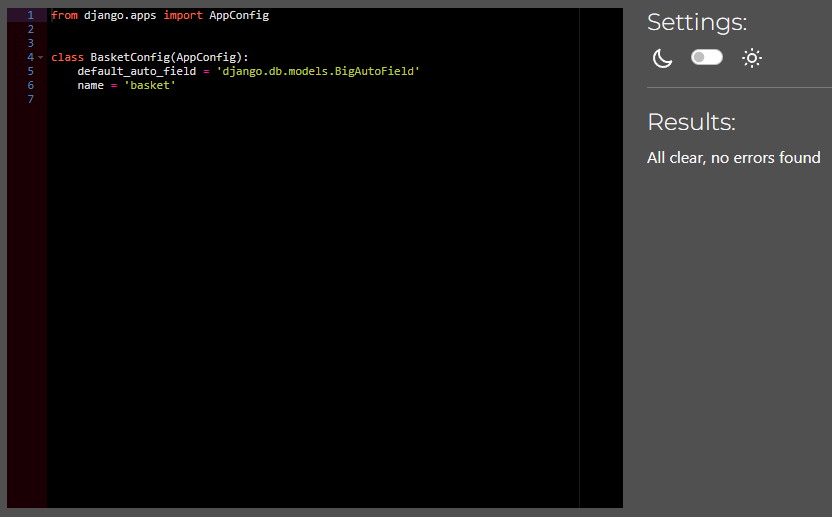 1 from django.apps import AppConfig
2
3
4 class BasketConfig(AppConfig):
5     default_auto_field = 'django.db.models.BigAutoField'
6     name = 'basket'
7
Settings:
Results:
All clear, no errors found